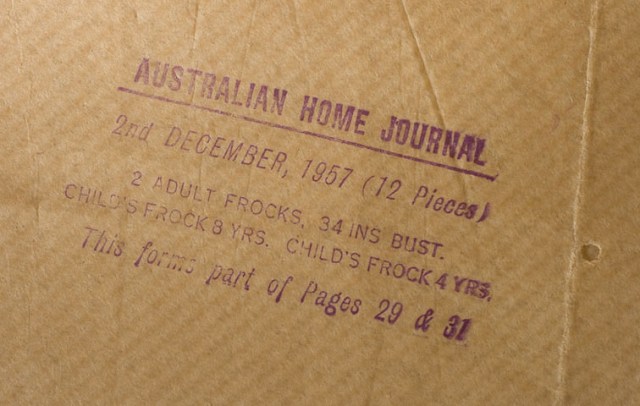 AUSTRALIAN HOME JOURNAL
2nd DECEMBER, 1957 (12 Pieces)
2 ADULT FROCKS, 34 INS BUST.
CHILD'S FROCK 8 YRS. CHILD'S FROCK 4 YRS.
This forms part of Pages 29 & 31